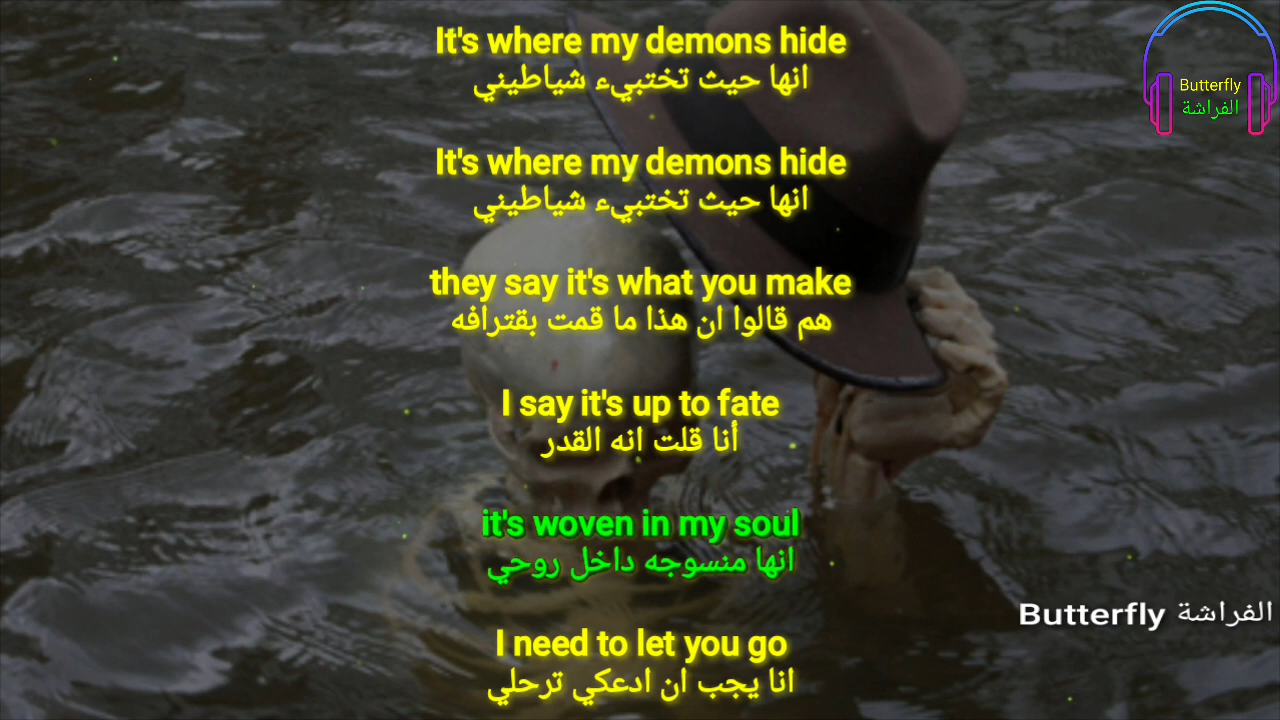 It's where my demons hide
انها حيث تختبيء شياطيني
It's where my demons hide
انها حيث تختبيء شياطيني
they say it's what you make
هم قالوا ان هذا ما قمت بقترافه
I say it's up to fate
أنا قلت انه القدر
it's woven in my soul
انها منسوجه داخل روحي
I need to let you go
انا يجب ان ادعكي ترحلي
Butterfly
الفراشة
Butterfly الفراشة